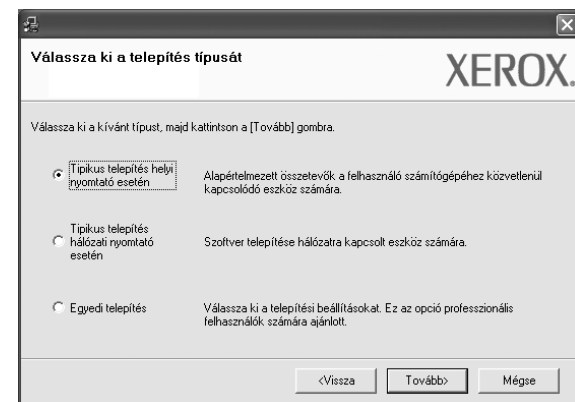 Válassza ki a telepítés típusát
XEROX.
Válassza ki a kívánt típust, majd kattintson a [Tovább] gombra.
Tipikus telepítés helyi
nyomtató esetén
Alapértelmezett összetevők a felhasználó számítógépéhez közvetlenül
kapcsolódó eszköz számára.
Tipikus telepítés
hálózati nyomtató
esetén
Szoftver telepítése hálózatra kapcsolt eszköz számára.
Egyedi telepítés
Válassza ki a telepítési beállításokat. Ez az opció professzionális
felhasználók számára ajánlott.
<Vissza
Tovább>
Mégse